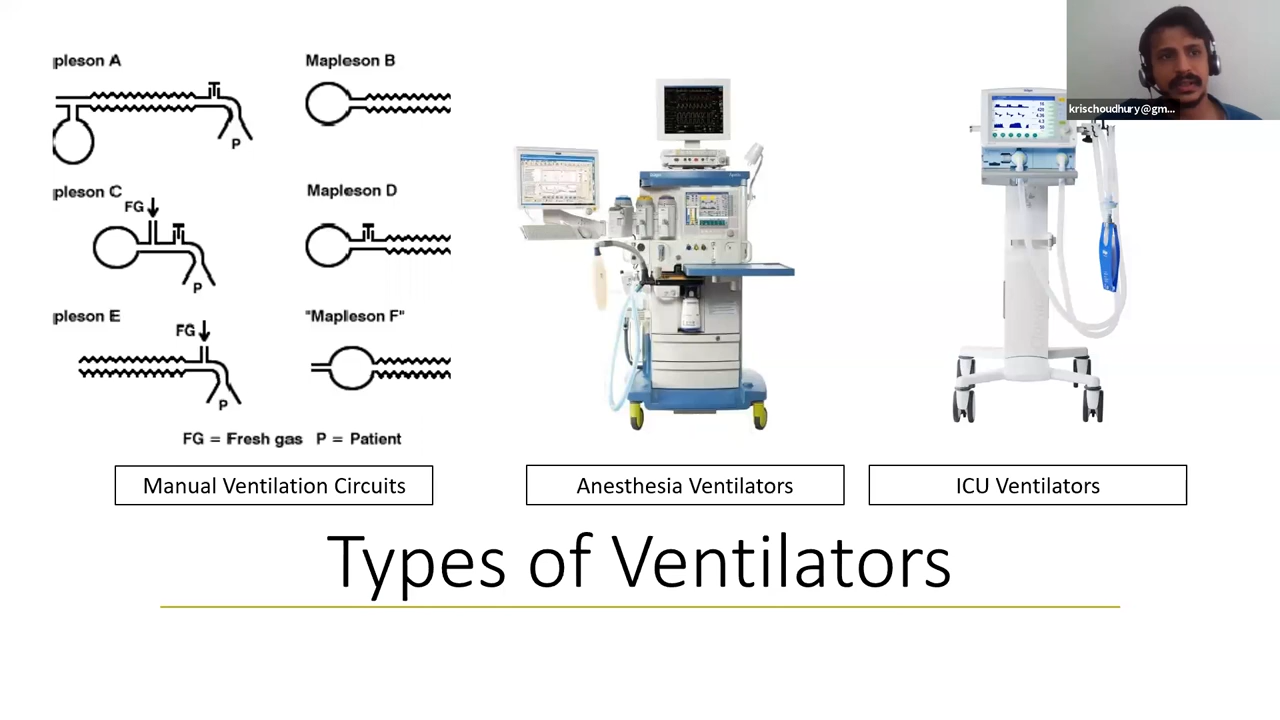 pleson A
Mapleson B
P
pleson C
Mapleson D
FG
P
pleson E
"Mapleson F"
FG
P
FG = Fresh gas P = Patient
krischoudhury@gm...
Manual Ventilation Circuits
Anesthesia Ventilators
ICU Ventilators
Types of Ventilators